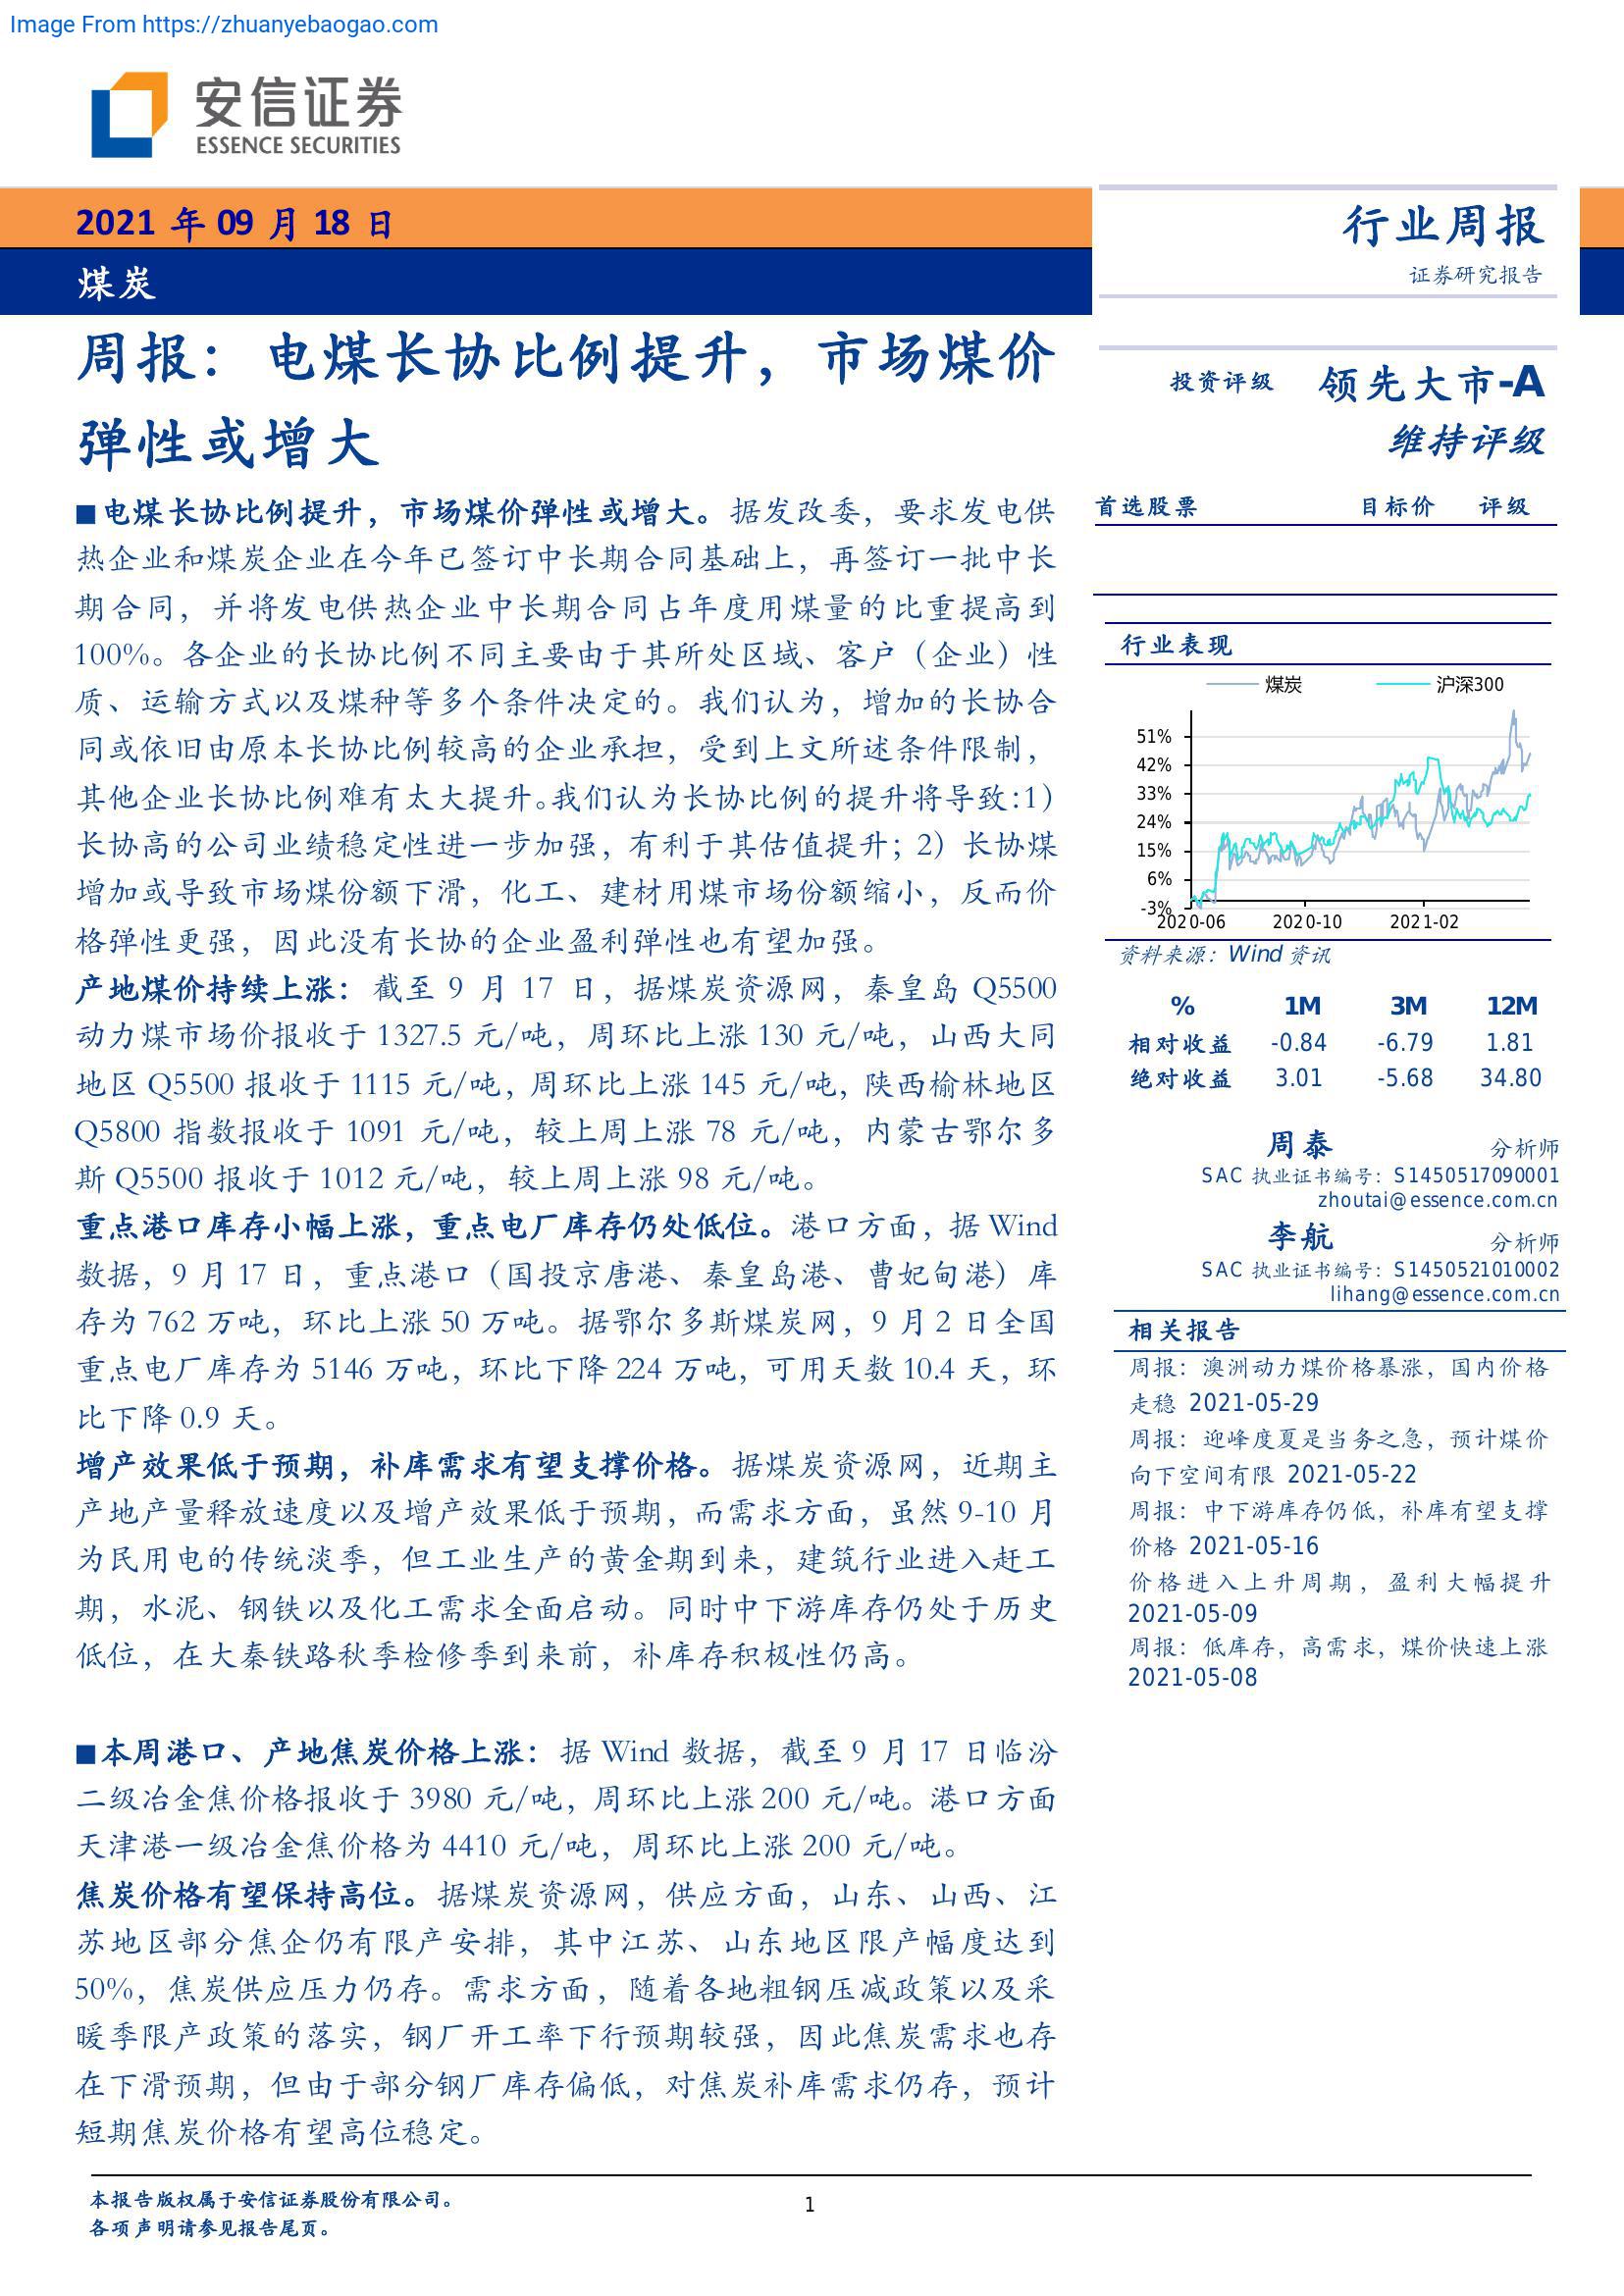 Image From https://zhuanyebaogao.com
安信证券
ESSENCE SECURITIES
2021 年 09 月 18 日
煤炭
行业周报
证券研究报告
周报：电煤长协比例提升，市场煤价
弹性或增大
■电煤长协比例提升，市场煤价弹性或增大。据发改委，要求发电供
热企业和煤炭企业在今年已签订中长期合同基础上，再签订一批中长
期合同，并将发电供热企业中长期合同占年度用煤量的比重提高到
100%。各企业的长协比例不同主要由于其所处区域、客户（企业）性
质、运输方式以及煤种等多个条件决定的。我们认为，增加的长协合
同或依旧由原本长协比例较高的企业承担，受到上文所述条件限制，
其他企业长协比例难有太大提升。我们认为长协比例的提升将导致：1）
长协高的公司业绩稳定性进一步加强，有利于其估值提升；2）长协煤
增加或导致市场煤份额下滑，化工、建材用煤市场份额缩小，反而价
格弹性更强，因此没有长协的企业盈利弹性也有望加强。
产地煤价持续上涨：截至 9 月 17 日，据煤炭资源网，秦皇岛 Q5500
动力煤市场价报收于 1327.5 元/吨，周环比上涨 130 元/吨，山西大同
地区 Q5500 报收于 1115 元/吨，周环比上涨 145 元/吨，陕西榆林地区
Q5800 指数报收于 1091 元/吨，较上周上涨 78 元/吨，内蒙古鄂尔多
斯 Q5500 报收于 1012 元/吨，较上周上涨 98 元/吨。
重点港口库存小幅上涨，重点电厂库存仍处低位。港口方面，据 Wind
数据，9 月 17 日，重点港口（国投京唐港、秦皇岛港、曹妃甸港）库
存为 762 万吨，环比上涨 50 万吨。据鄂尔多斯煤炭网，9 月 2 日全国
重点电厂库存为 5146 万吨，环比下降 224 万吨，可用天数 10.4 天，环
比下降 0.9 天。
增产效果低于预期，补库需求有望支撑价格。据煤炭资源网，近期主
产地产量释放速度以及增产效果低于预期，而需求方面，虽然 9-10 月
为民用电的传统淡季，但工业生产的黄金期到来，建筑行业进入赶工
期，水泥、钢铁以及化工需求全面启动。同时中下游库存仍处于历史
低位，在大秦铁路秋季检修季到来前，补库存积极性仍高。
■本周港口、产地焦炭价格上涨：据 Wind 数据，截至 9 月 17 日临汾
二级冶金焦价格报收于 3980 元/吨，周环比上涨 200 元/吨。港口方面
天津港一级冶金焦价格为 4410 元/吨，周环比上涨 200 元/吨。
焦炭价格有望保持高位。据煤炭资源网，供应方面，山东、山西、江
苏地区部分焦企仍有限产安排，其中江苏、山东地区限产幅度达到
50%，焦炭供应压力仍存。需求方面，随着各地粗钢压减政策以及采
暖季限产政策的落实，钢厂开工率下行预期较强，因此焦炭需求也存
在下滑预期，但由于部分钢厂库存偏低，对焦炭补库需求仍存，预计
短期焦炭价格有望高位稳定。
投资评级 领先大市-A
维持评级
首选股票 目标价 评级
行业表现
煤炭 沪深300
51%
42%
33%
24%
15%
6%
-3%
2020-06 2020-10 2021-02
资料来源：Wind 资讯
% 1M 3M 12M
相对收益 -0.84 -6.79 1.81
绝对收益 3.01 -5.68 34.80
周泰 分析师
SAC 执业证书编号：S1450517090001
zhoutai@essence.com.cn
李航 分析师
SAC 执业证书编号：S1450521010002
lihang@essence.com.cn
相关报告
周报：澳洲动力煤价格暴涨，国内价格
走稳 2021-05-29
周报：迎峰度夏是当务之急，预计煤价
向下空间有限 2021-05-22
周报：中下游库存仍低，补库有望支撑
价格 2021-05-16
价格进入上升周期，盈利大幅提升
2021-05-09
周报：低库存，高需求，煤价快速上涨
2021-05-08
本报告版权属于安信证券股份有限公司。
各项声明请参见报告尾页。
1